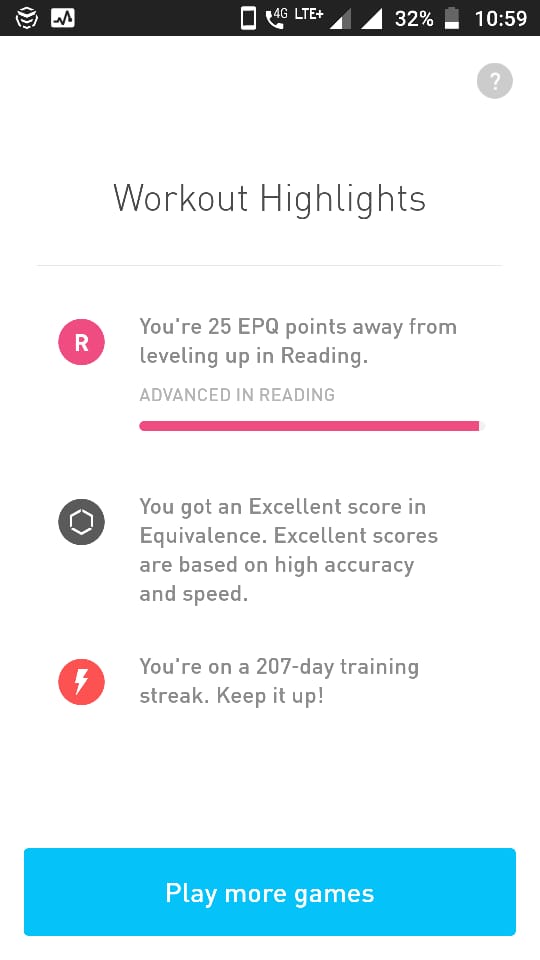 4G LTE+ 32% 10:59
?
Workout Highlights
R
You're 25 EPQ points away from
leveling up in Reading.
ADVANCED IN READING
You got an Excellent score in
Equivalence. Excellent scores
are based on high accuracy
and speed.
You're on a 207-day training
streak. Keep it up!
Play more games